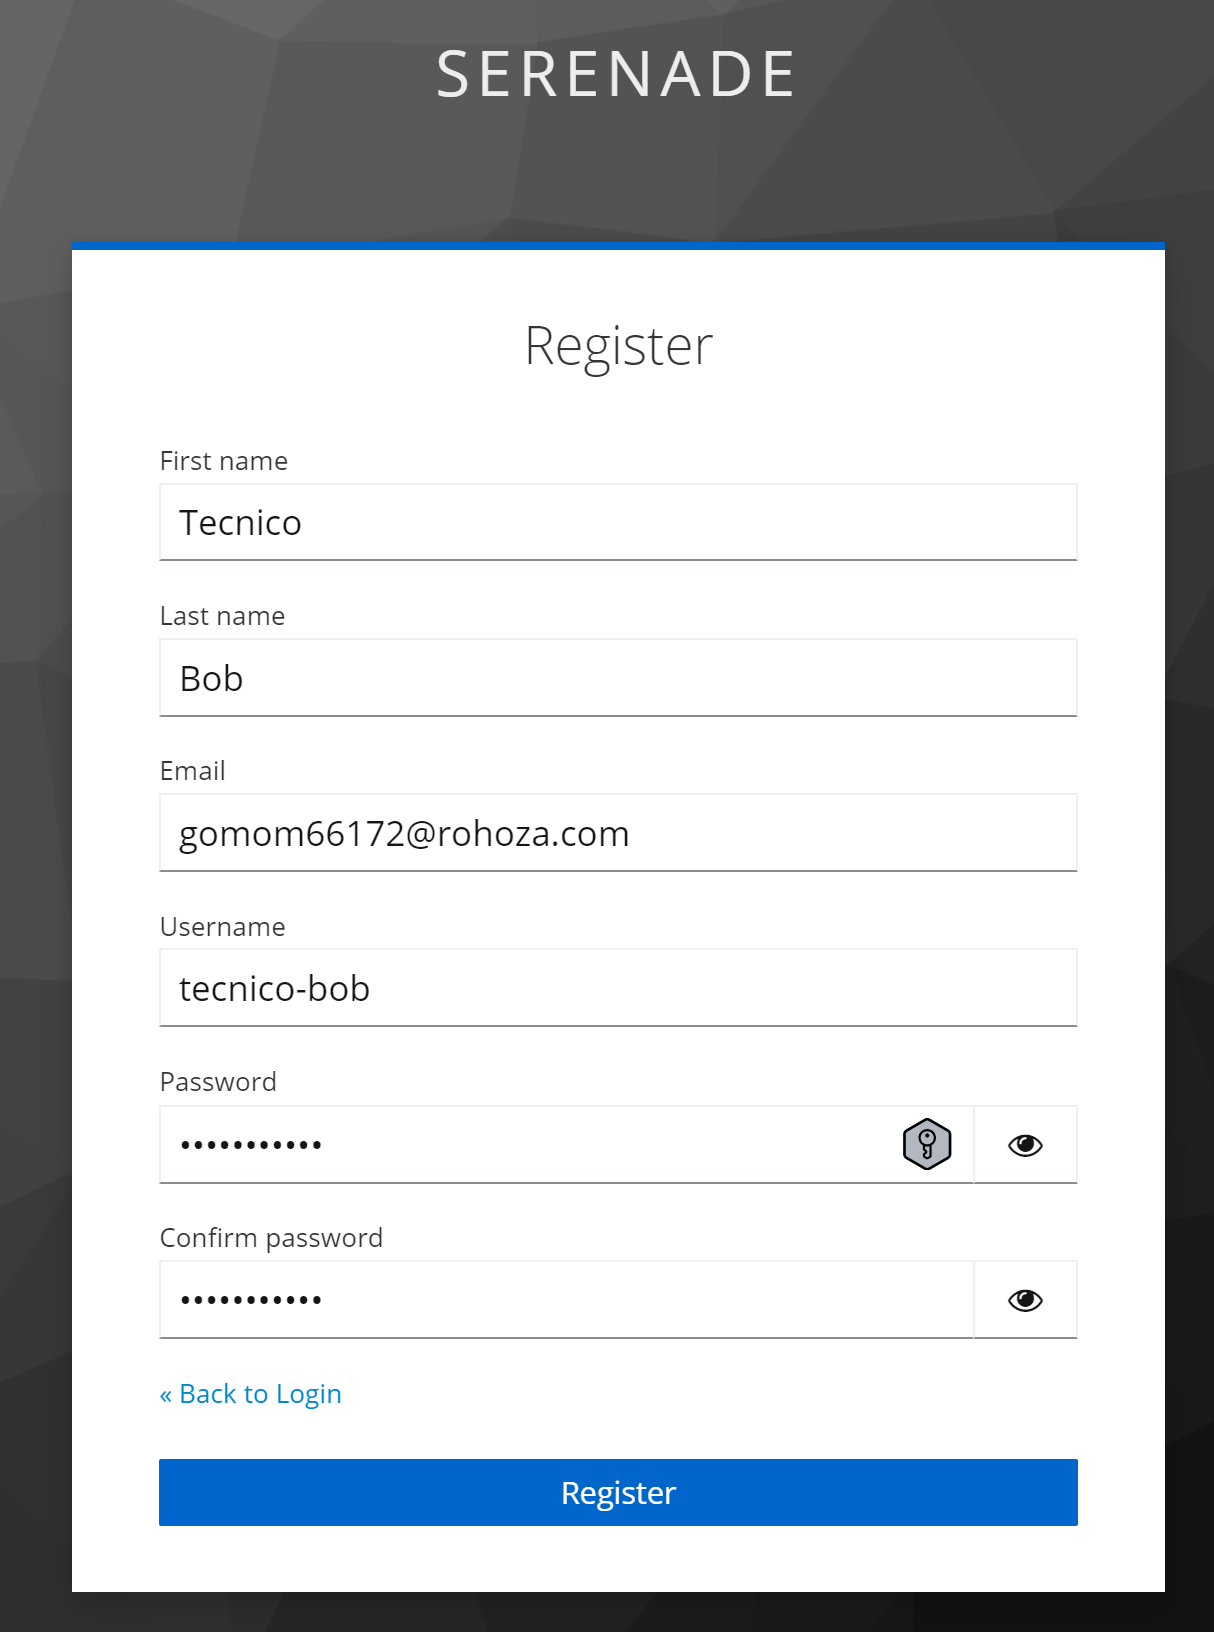 SERENADE
Register
First name
Tecnico
Last name
Bob
Email
gomom66172@rohoza.com
Username
tecnico-bob
Password
•••••••••••
Confirm password
•••••••••••
« Back to Login
Register